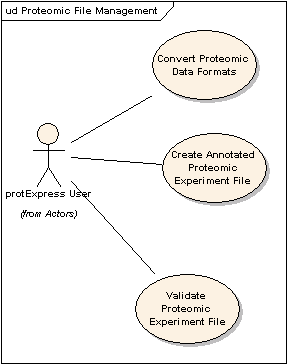 ud Proteomic File Management
Convert Proteomic
Data Formats
Create Annotated
Proteomic
Experiment File
protExpress User
(from Actors)
Validate
Proteomic
Experiment File